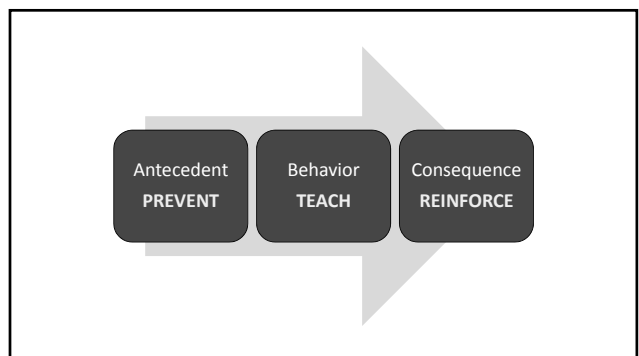 Antecedent
PREVENT
Behavior
TEACH
Consequence
REINFORCE